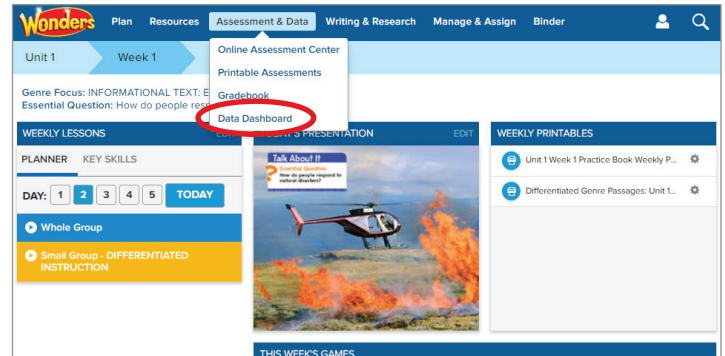 Wonders Plan Resources Assessment & Data Writing & Research Manage & Assign Binder
Online Assessment Center
Printable Assessments
Gradebook
Data Dashboard
Unit 1 Week 1
Genre Focus: INFORMATIONAL TEXT: E
Essential Question: How do people res
WEEKLY LESSONS
PLANNER KEY SKILLS
DAY: 1 2 3 4 5 TODAY
Whole Group
Small Group - DIFFERENTIATED
INSTRUCTION
PRESENTATION EDIT
Talk About It
Essential Question
How do people respond to
natural disasters?
THIS WEEK'S GAMES
WEEKLY PRINTABLES
Unit 1 Week 1 Practice Book Weekly P...
Differentiated Genre Passages: Unit 1...